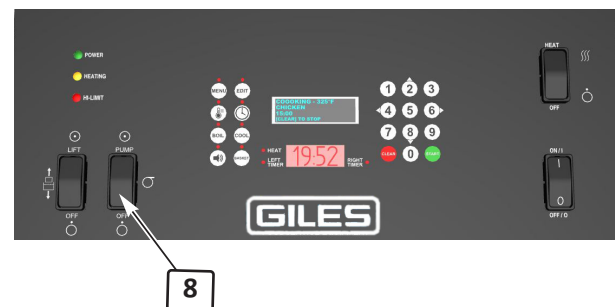 POWER
HEATING
HI-LIMIT
LIFT
OFF
PUMP
OFF
MENU
EDIT
BOIL
COOL
BASKET
COOOKING - 325°F
CHICKEN
15:00
[CLEAR] TO STOP
HEAT
LEFT TIMER
19:52
RIGHT TIMER
1 2 3
4 5 6
7 8 9
CLEAR 0 START
HEAT
OFF
ON / I
I
O
OFF / O
GILES
8